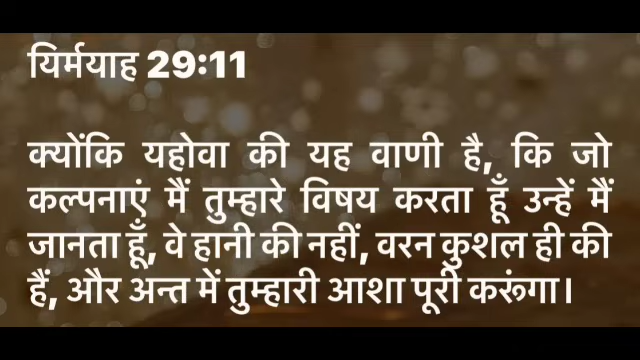 यिर्मयाह 29:11
क्योंकि यहोवा की यह वाणी है, कि जो
कल्पनाएं मैं तुम्हारे विषय करता हूँ उन्हें मैं
जानता हूँ, वे हानी की नहीं, वरन कुशल ही की
हैं, और अन्त में तुम्हारी आशा पूरी करूंगा।